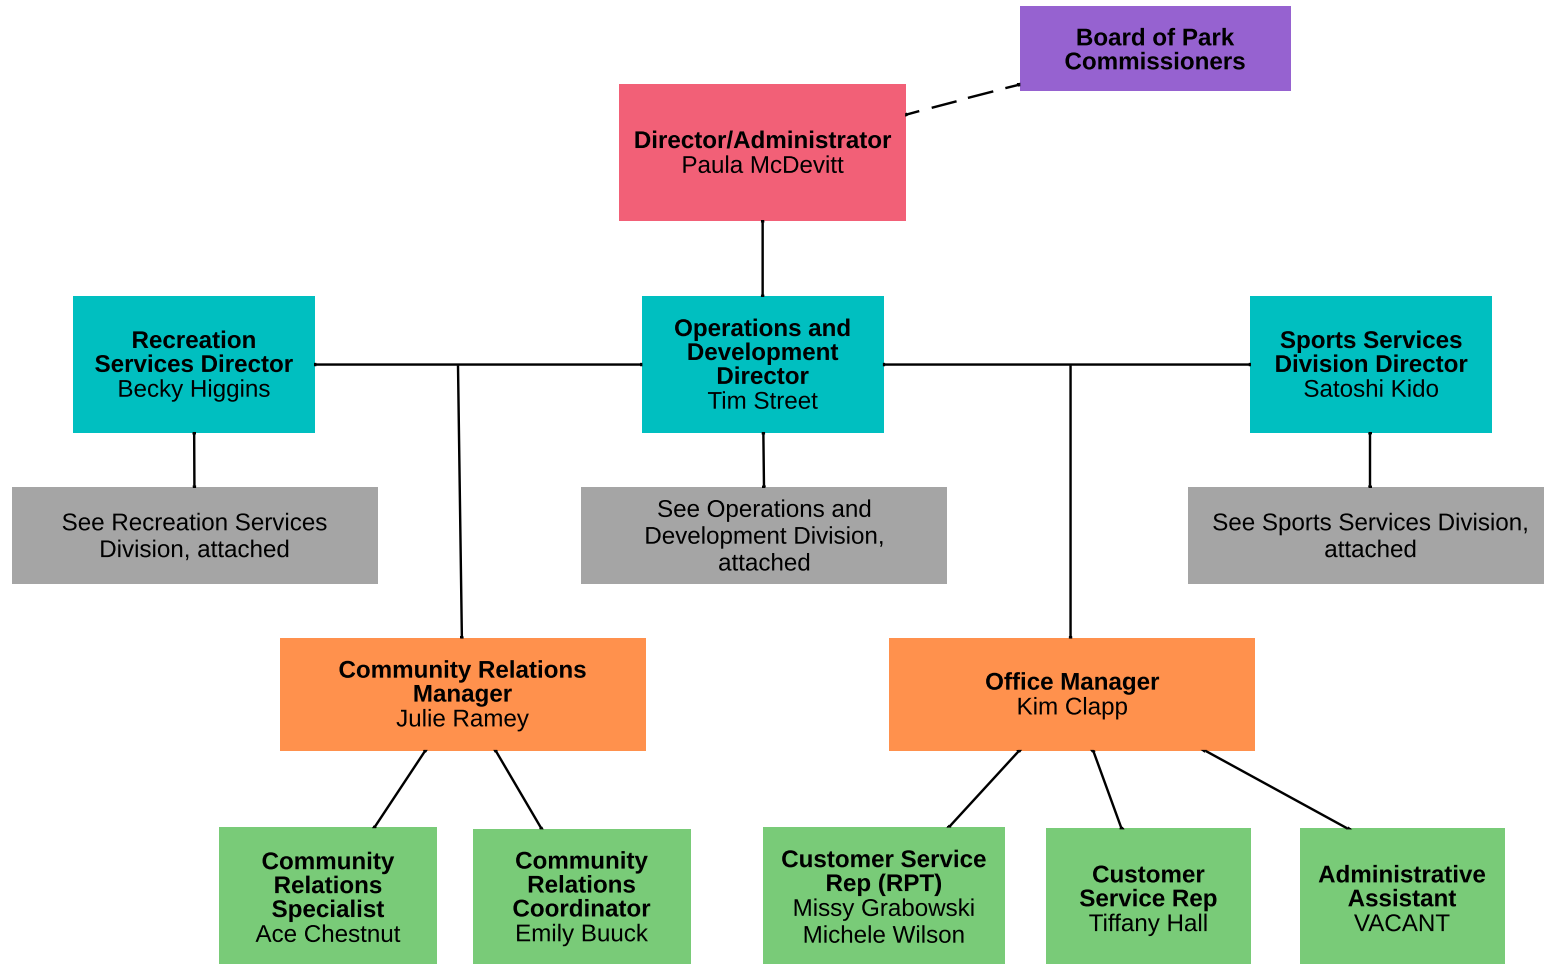 Board of Park
Commissioners
Director/Administrator
Paula McDevitt
Recreation
Services Director
Becky Higgins
Operations and
Development
Director
Tim Street
Sports Services
Division Director
Satoshi Kido
See Recreation Services
Division, attached
See Operations and
Development Division,
attached
See Sports Services Division,
attached
Community Relations
Manager
Julie Ramey
Office Manager
Kim Clapp
Community
Relations
Specialist
Ace Chestnut
Community
Relations
Coordinator
Emily Buuck
Customer Service
Rep (RPT)
Missy Grabowski
Michele Wilson
Customer
Service Rep
Tiffany Hall
Administrative
Assistant
VACANT